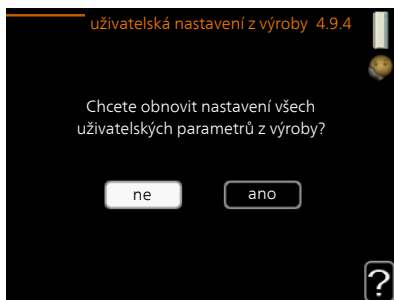 uživatelská nastavení z výroby 4.9.4
Chcete obnovit nastavení všech
uživatelských parametrů z výroby?
ne
ano
?